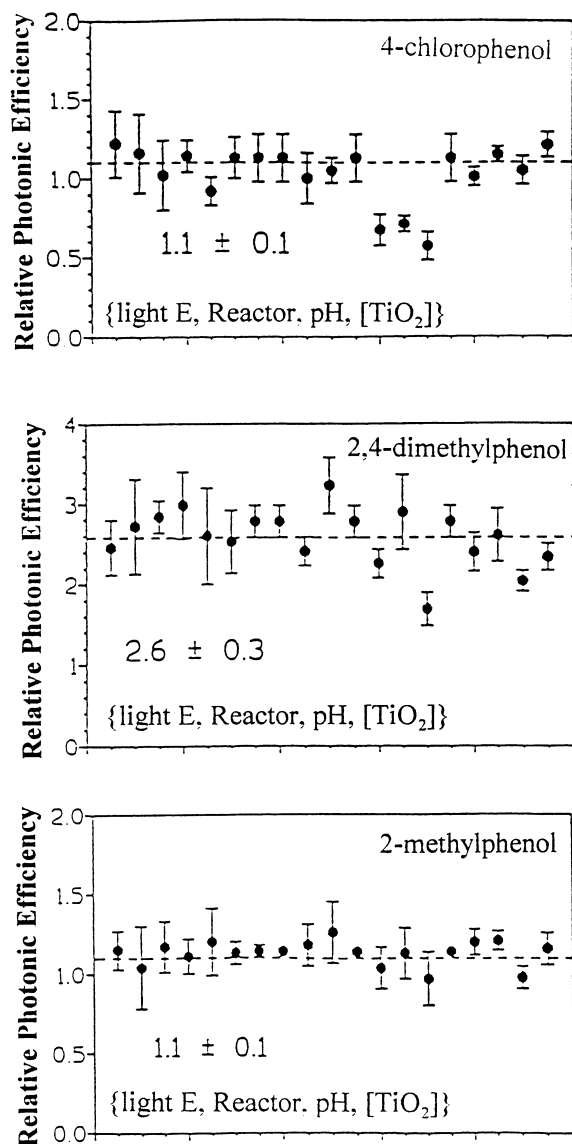 Relative Photonic Efficiency
2.0
1.5
1.0
0.5
0.0
4-chlorophenol
1.1 ± 0.1
{light E, Reactor, pH, [TiO2]}
Relative Photonic Efficiency
4
3
2
1
0
2,4-dimethylphenol
2.6 ± 0.3
{light E, Reactor, pH, [TiO2]}
Relative Photonic Efficiency
2.0
1.5
1.0
0.5
0.0
2-methylphenol
1.1 ± 0.1
{light E, Reactor. pH, [TiO2]}